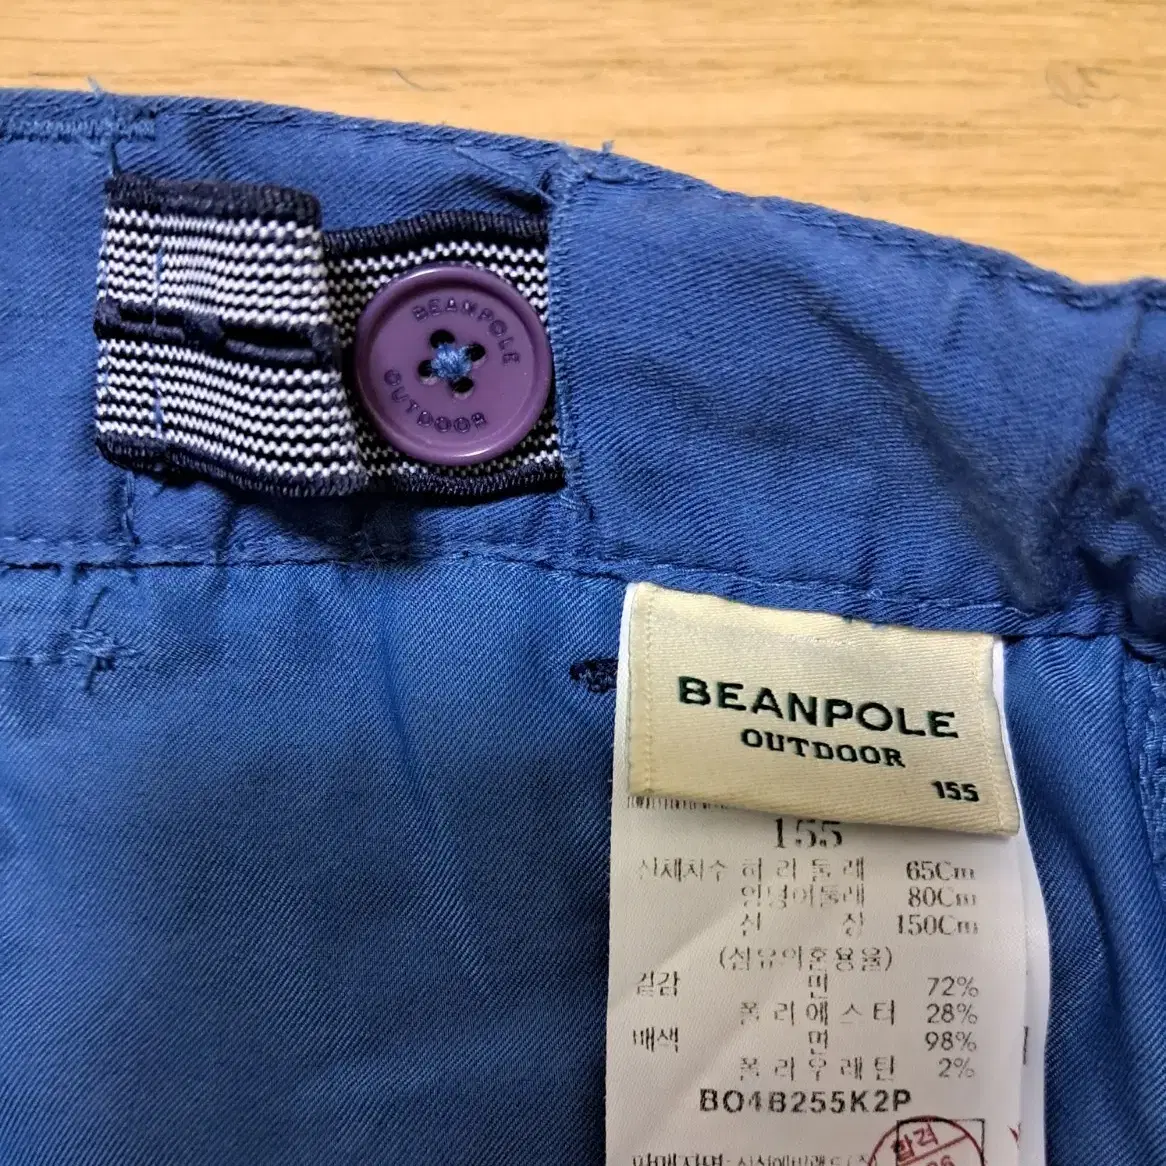 BEANPOLE
OUTDOOR
BEANPOLE
OUTDOOR
155
155
신체치수 허리둘레 65Cm
엉덩이둘레 80Cm
신장 150Cm
(섬유의혼용율)
겉감 면 72%
폴리에스터 28%
배색 면 98%
폴리우레탄 2%
BO4B255K2P
합격